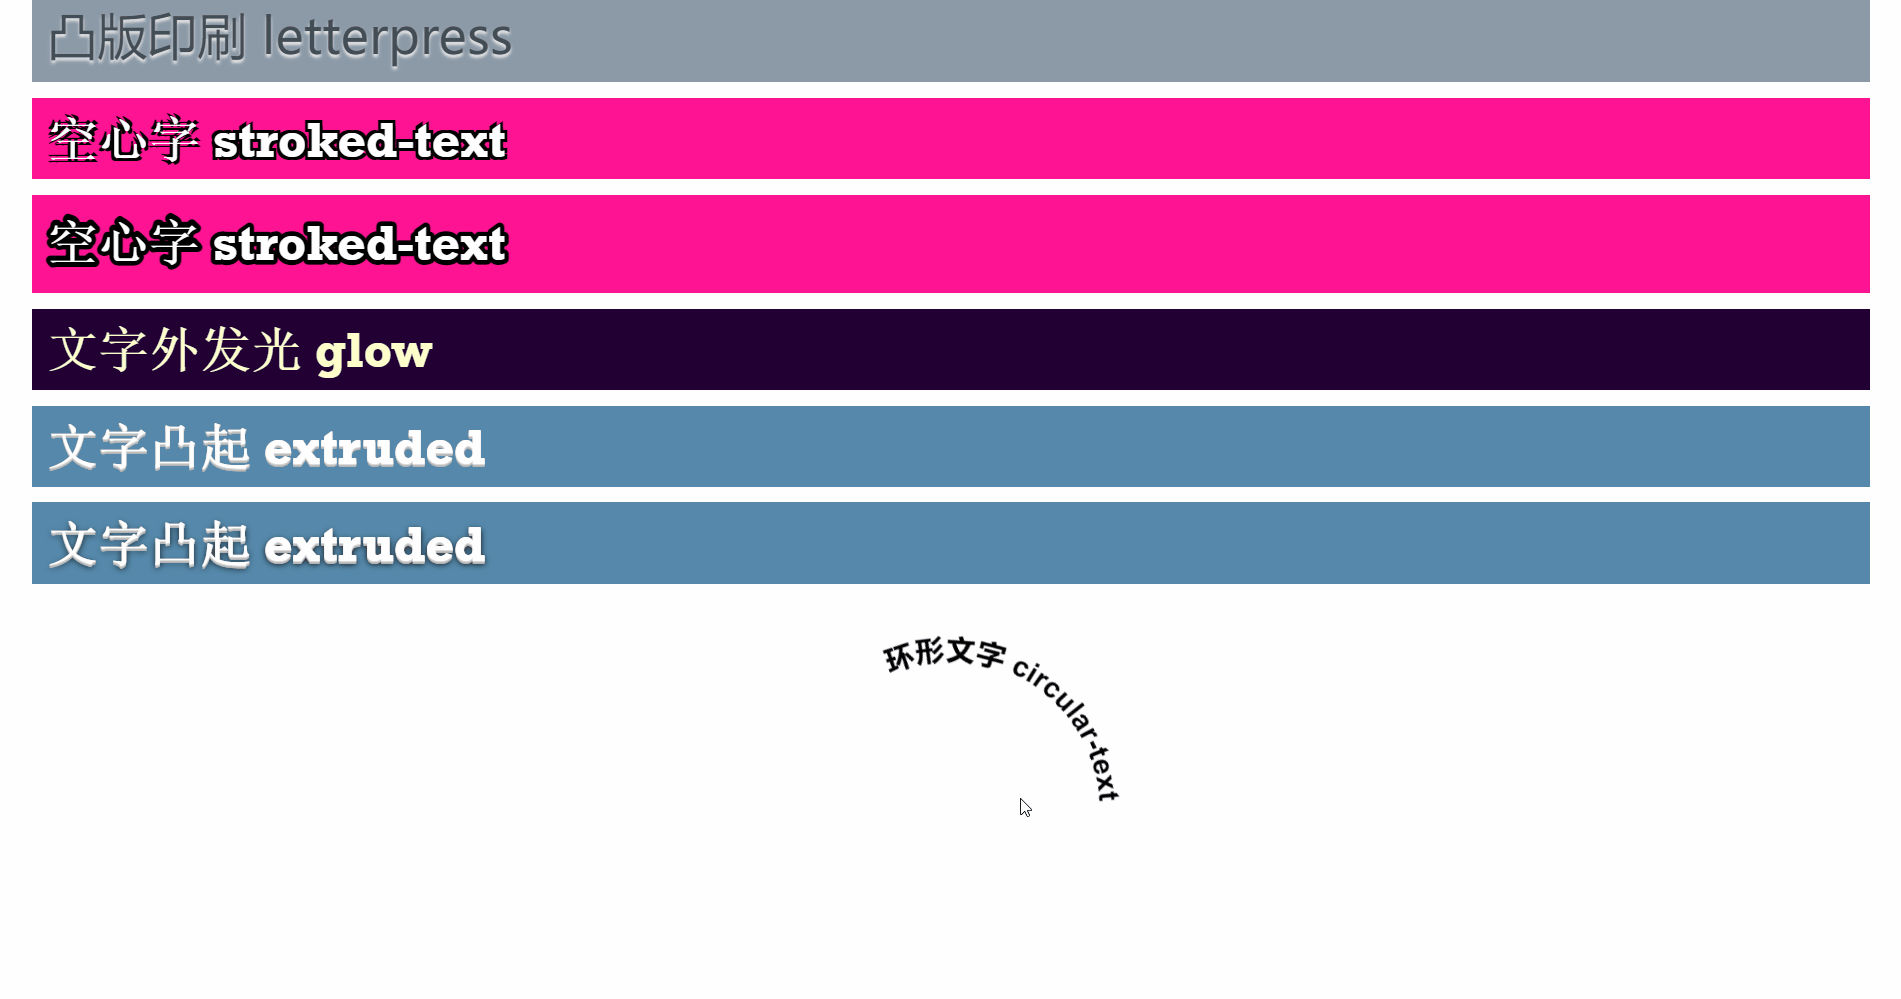 凸版印刷 letterpress
空心字 stroked-text
空心字 stroked-text
文字外发光 glow
文字凸起 extruded
文字凸起 extruded
环形文字 circular-text